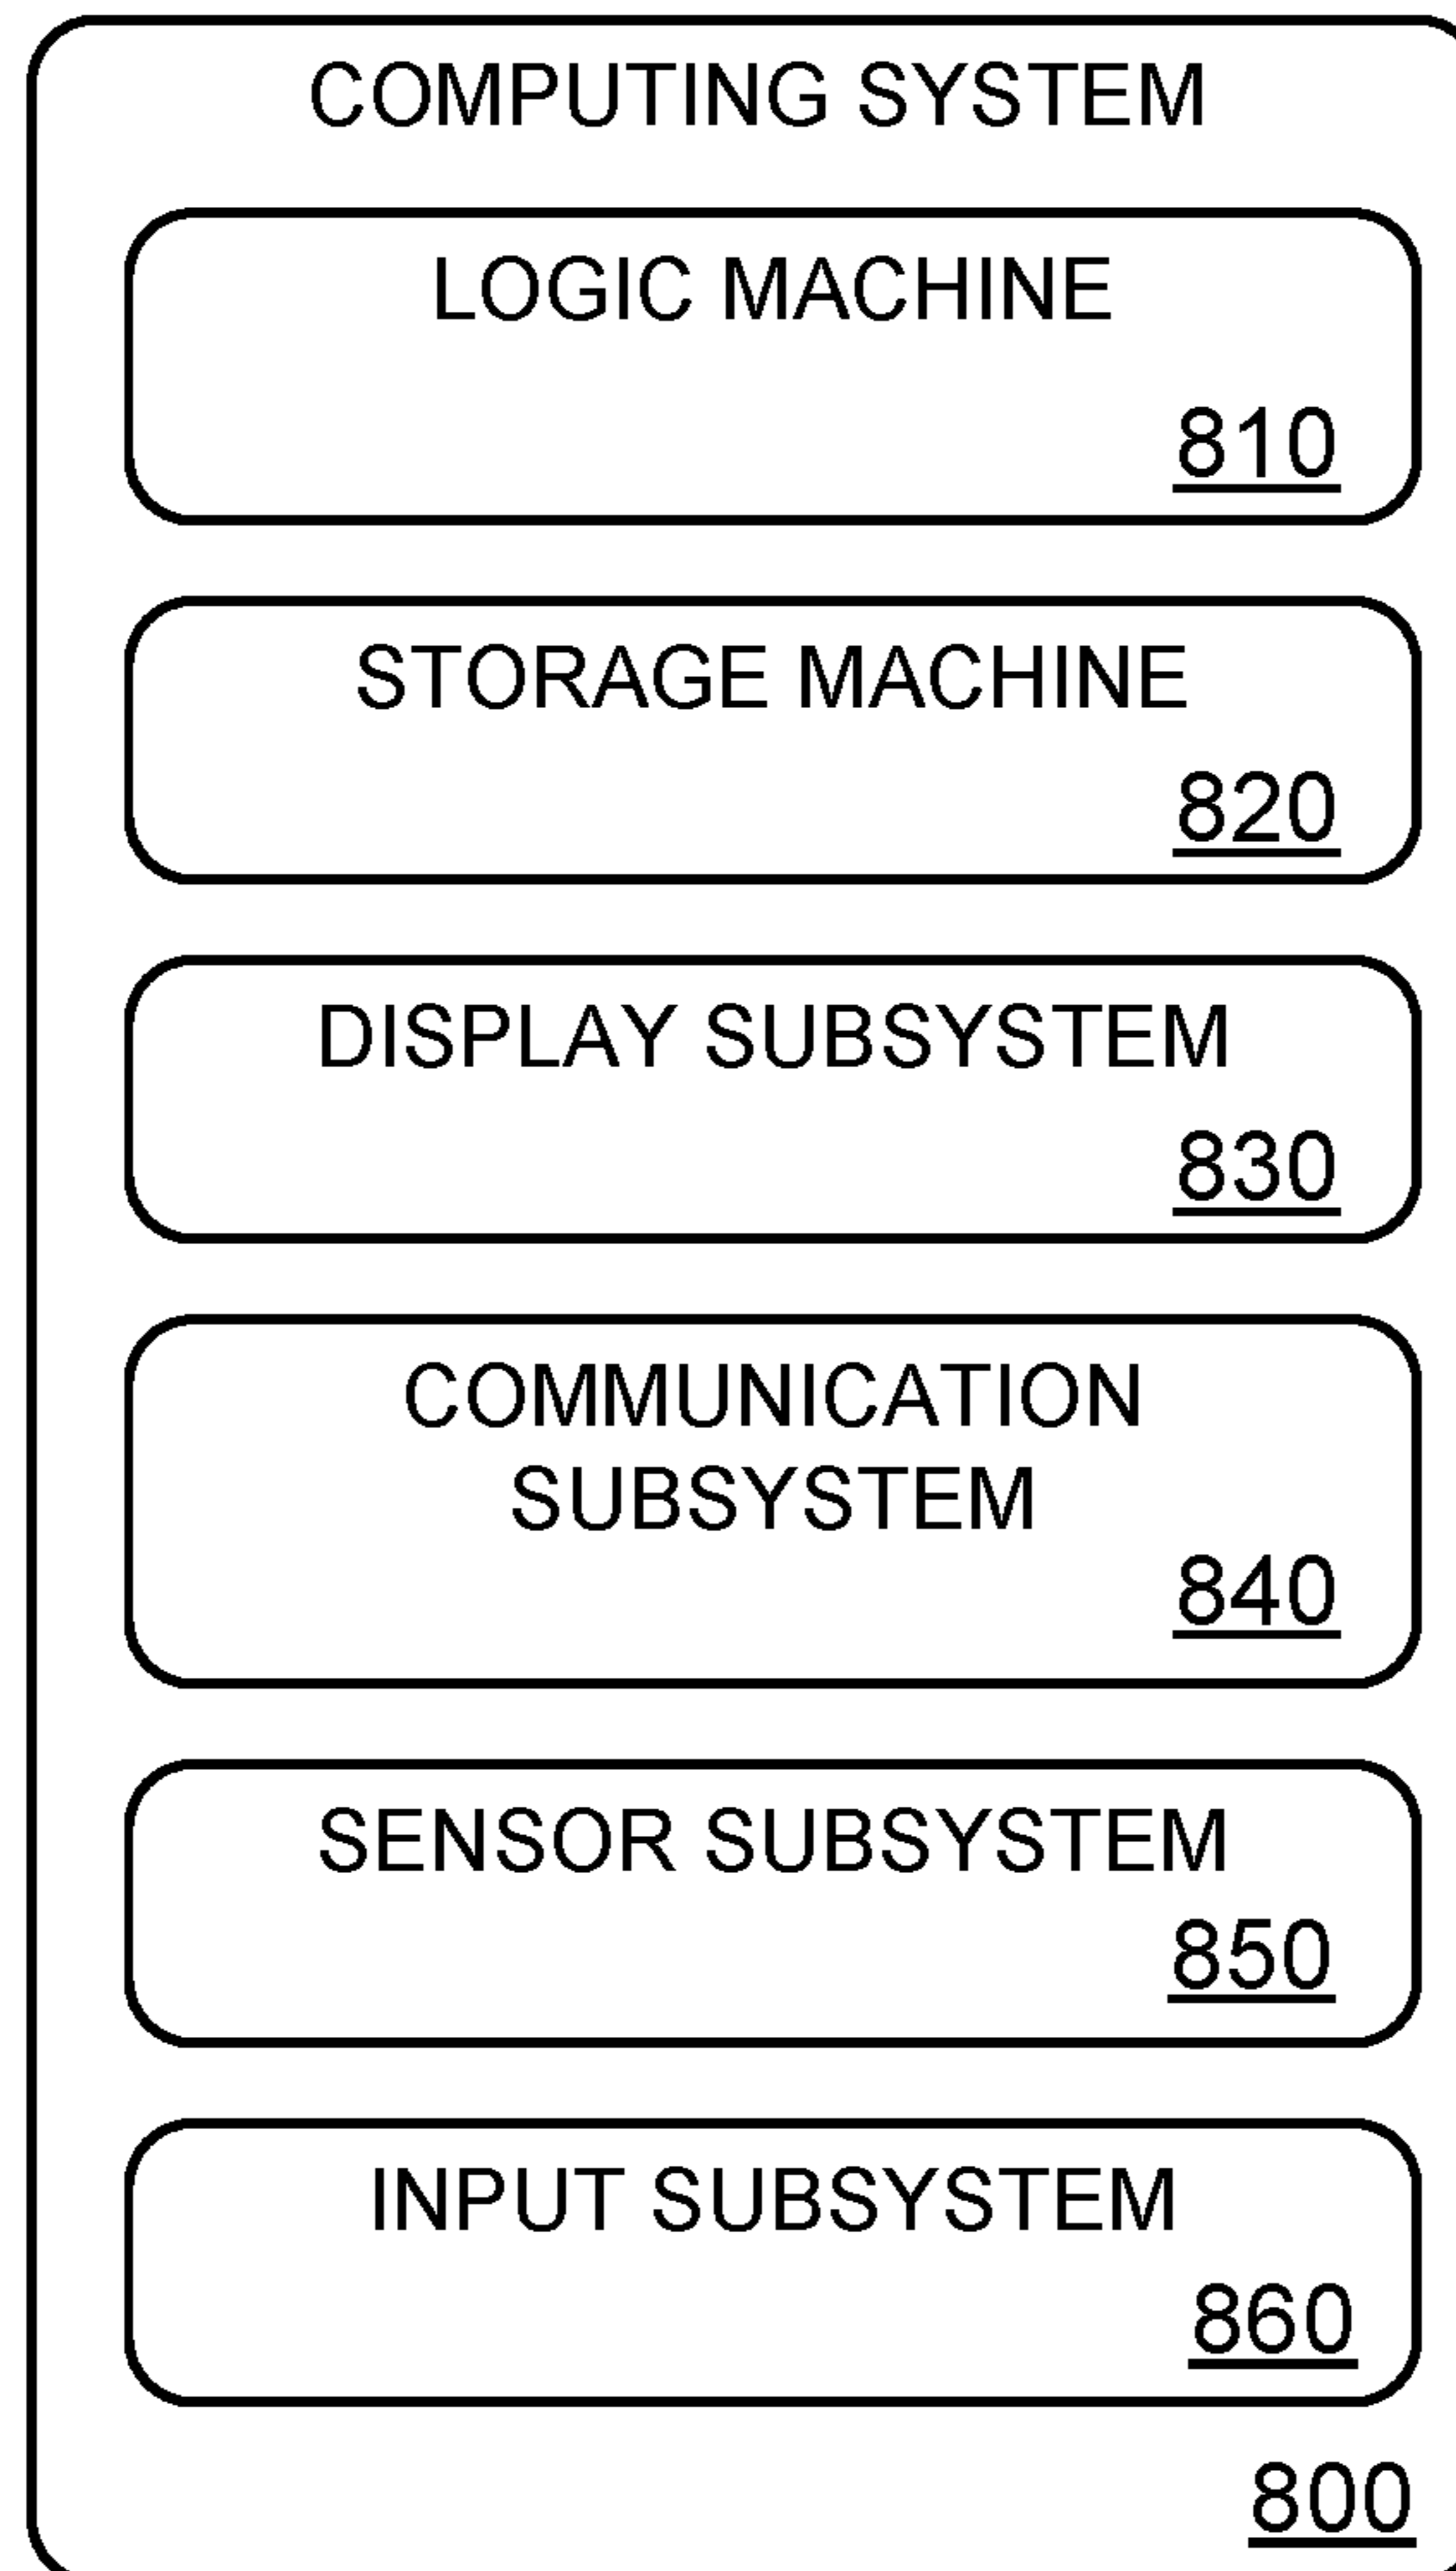 COMPUTING SYSTEM
LOGIC MACHINE
810
STORAGE MACHINE
820
DISPLAY SUBSYSTEM
830
COMMUNICATION
SUBSYSTEM
840
SENSOR SUBSYSTEM
850
INPUT SUBSYSTEM
860
800